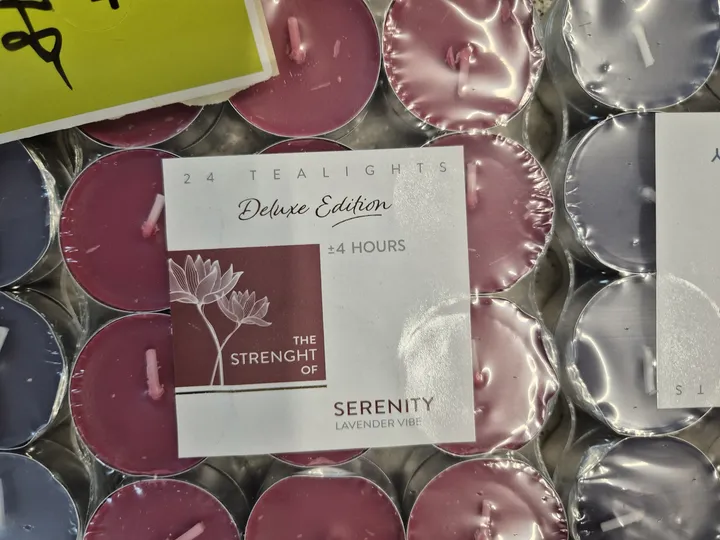 24 TEALIGHTS
Deluxe Edition
±4 HOURS
THE
STRENGHT
OF
SERENITY
LAVENDER VIBE